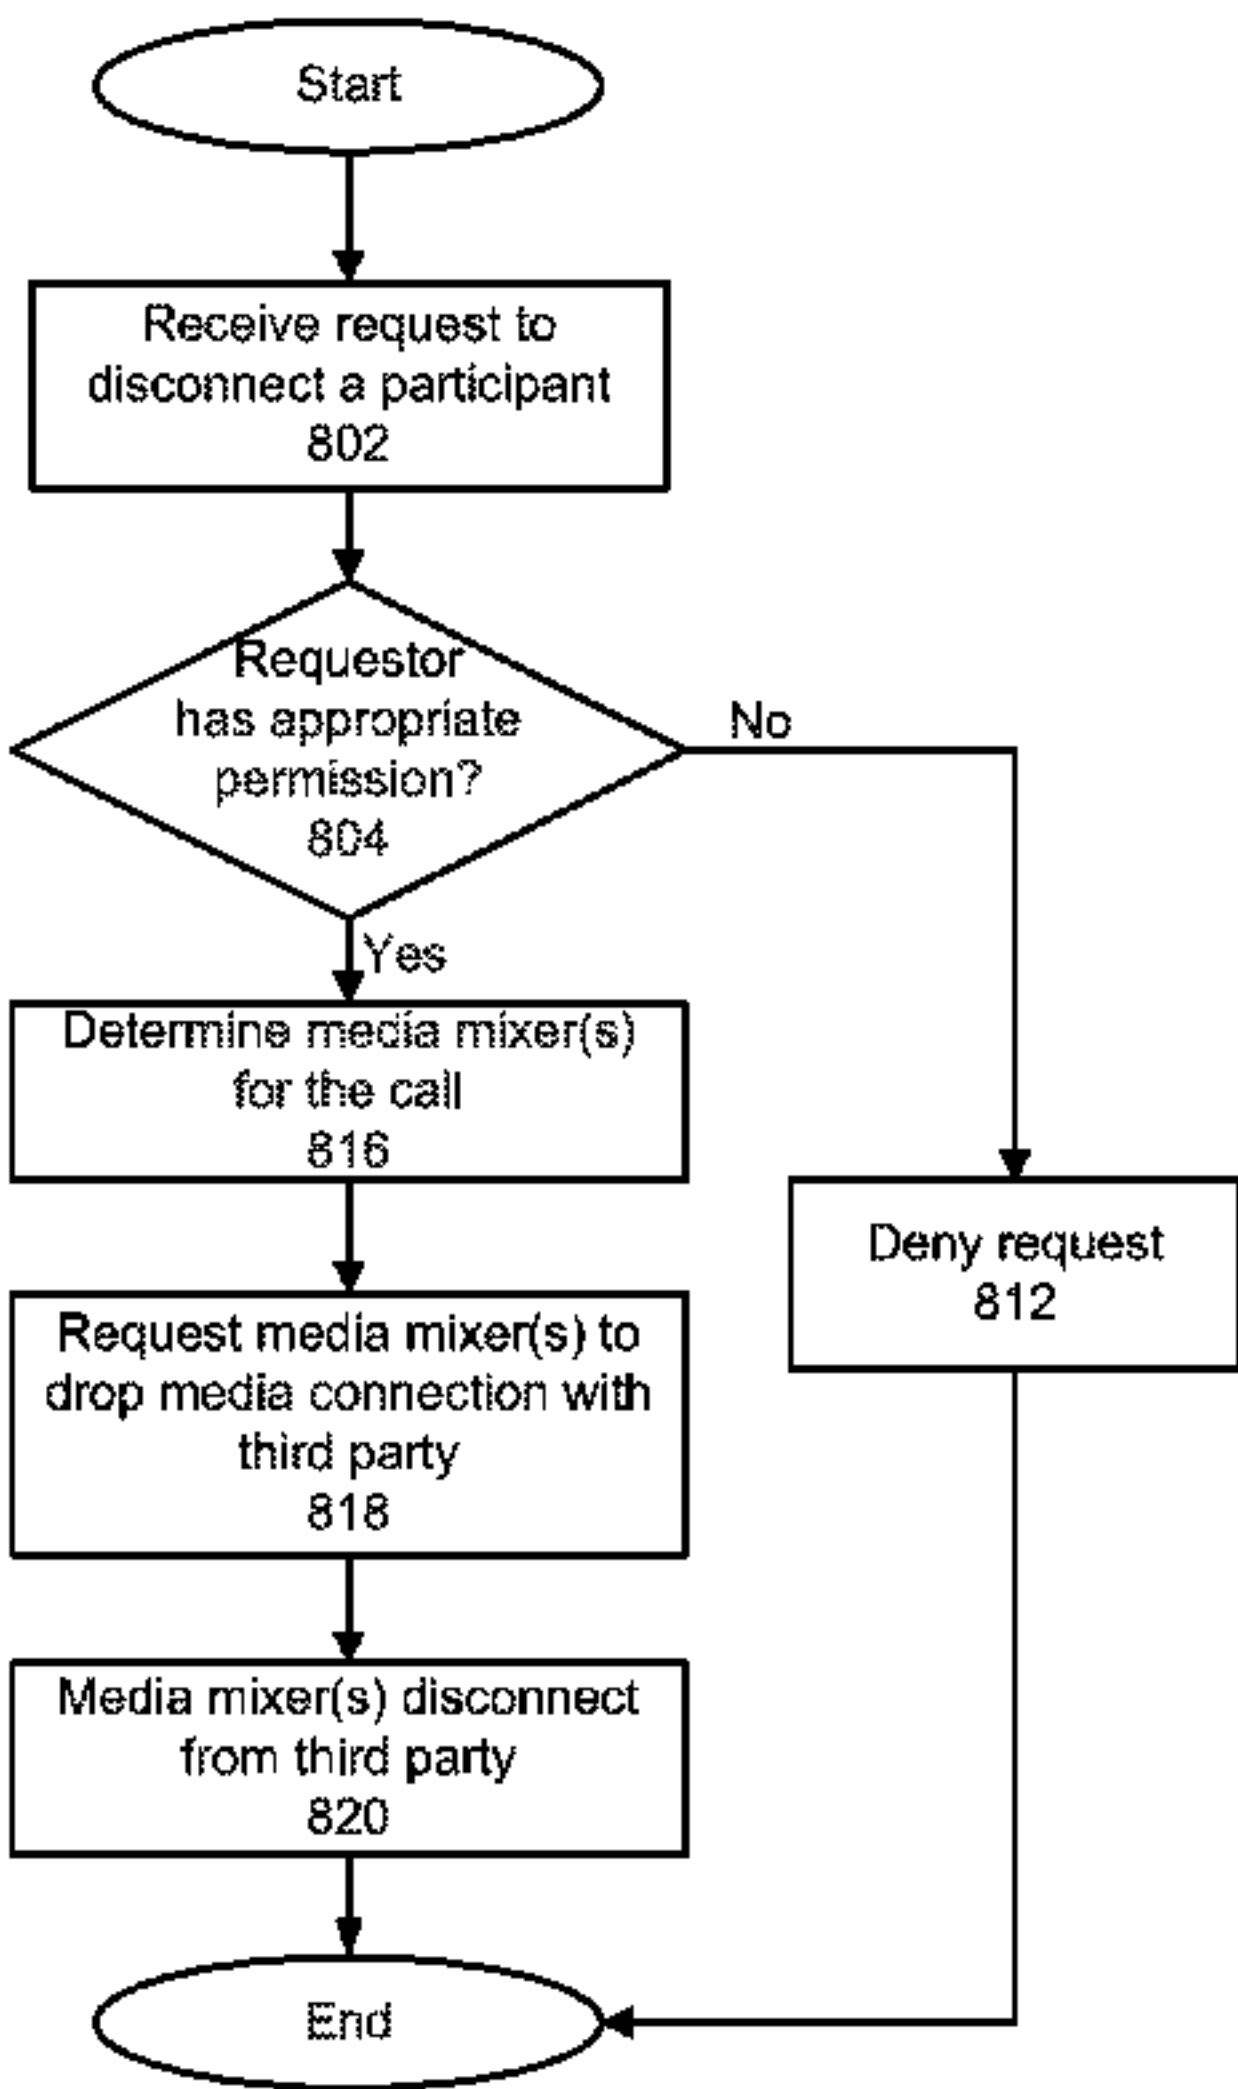 Start
Receive request to
disconnect a participant
802
Requestor
has appropriate
permission?
804
No
Yes
Determine media mixer(s)
for the call
816
Deny request
812
Request media mixer(s) to
drop media connection with
third party
818
Media mixer(s) disconnect
from third party
820
End